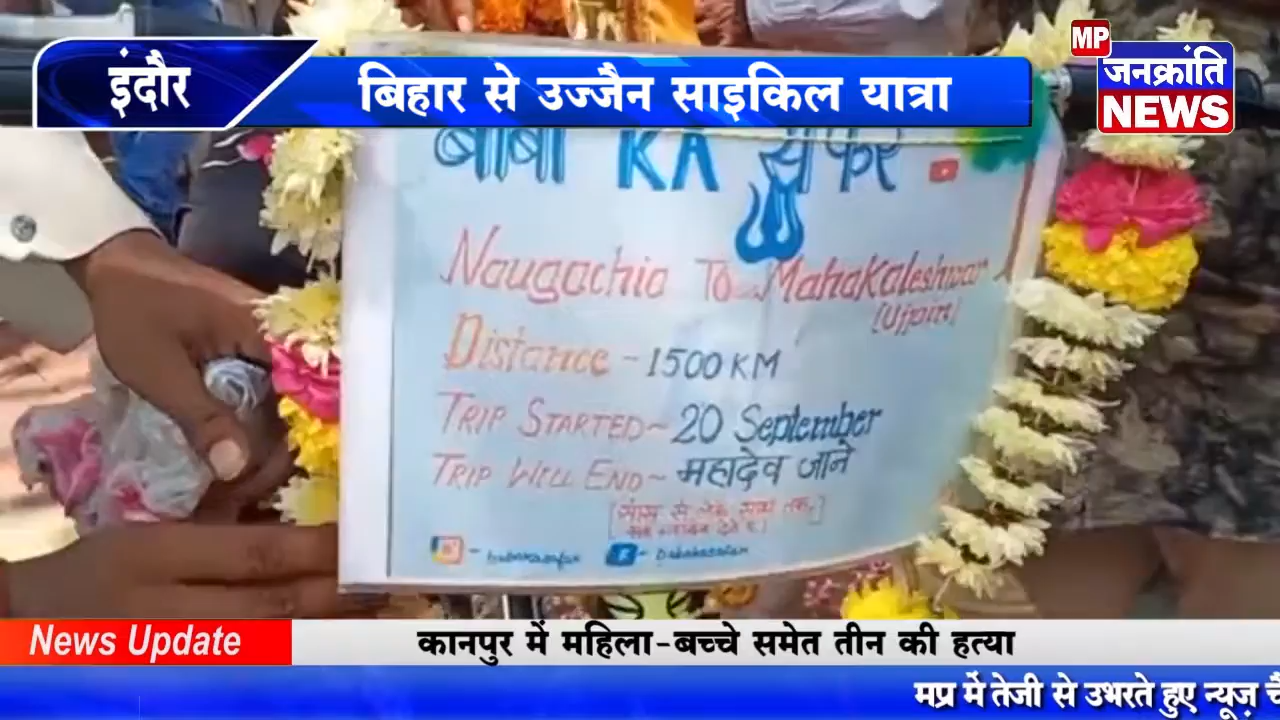 MP
इंदौर
बिहार से उज्जैन साइकिल यात्रा
जनक्रांति
NEWS
बाबा KA सफर
Naugachia To Mahakaleshwar
(Ujjain)
Distance - 1500 KM
TRIP STARTED~ 20 September
TRIP WILL END~ महादेव जाने
News Update
कानपुर में महिला-बच्चे समेत तीन की हत्या
मप्र में तेजी से उभरते हुए न्यूज़